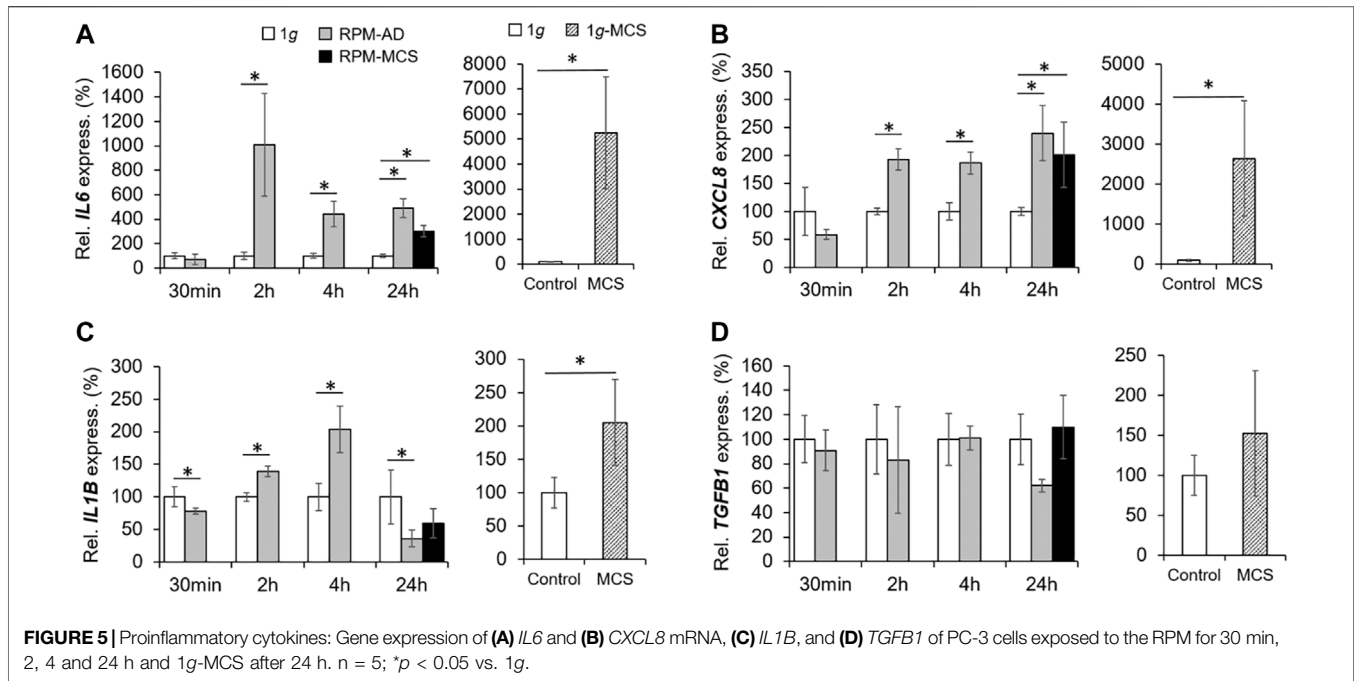 A
1g RPM-AD
RPM-MCS
1g 1g-MCS
Rel. IL6 express. (%)
1600
1400
1200
1000
800
600
400
200
0
* * * *
30min 2h 4h 24h
8000
7000
6000
5000
4000
3000
2000
1000
0
*
Control MCS
B
Rel. CXCL8 express. (%)
350
300
250
200
150
100
50
0
* * * *
30min 2h 4h 24h
5000
4000
3000
2000
1000
0
*
Control MCS
C
Rel. IL1B express. (%)
300
250
200
150
100
50
0
* * * *
30min 2h 4h 24h
300
250
200
150
100
50
0
*
Control MCS
D
Rel. TGFB1 express. (%)
160
140
120
100
80
60
40
20
0
30min 2h 4h 24h
250
200
150
100
50
0
Control MCS
FIGURE 5 | Proinflammatory cytokines: Gene expression of (A) IL6 and (B) CXCL8 mRNA, (C) IL1B, and (D) TGFB1 of PC-3 cells exposed to the RPM for 30 min,
2, 4 and 24 h and 1g-MCS after 24 h. n = 5; *p < 0.05 vs. 1g.